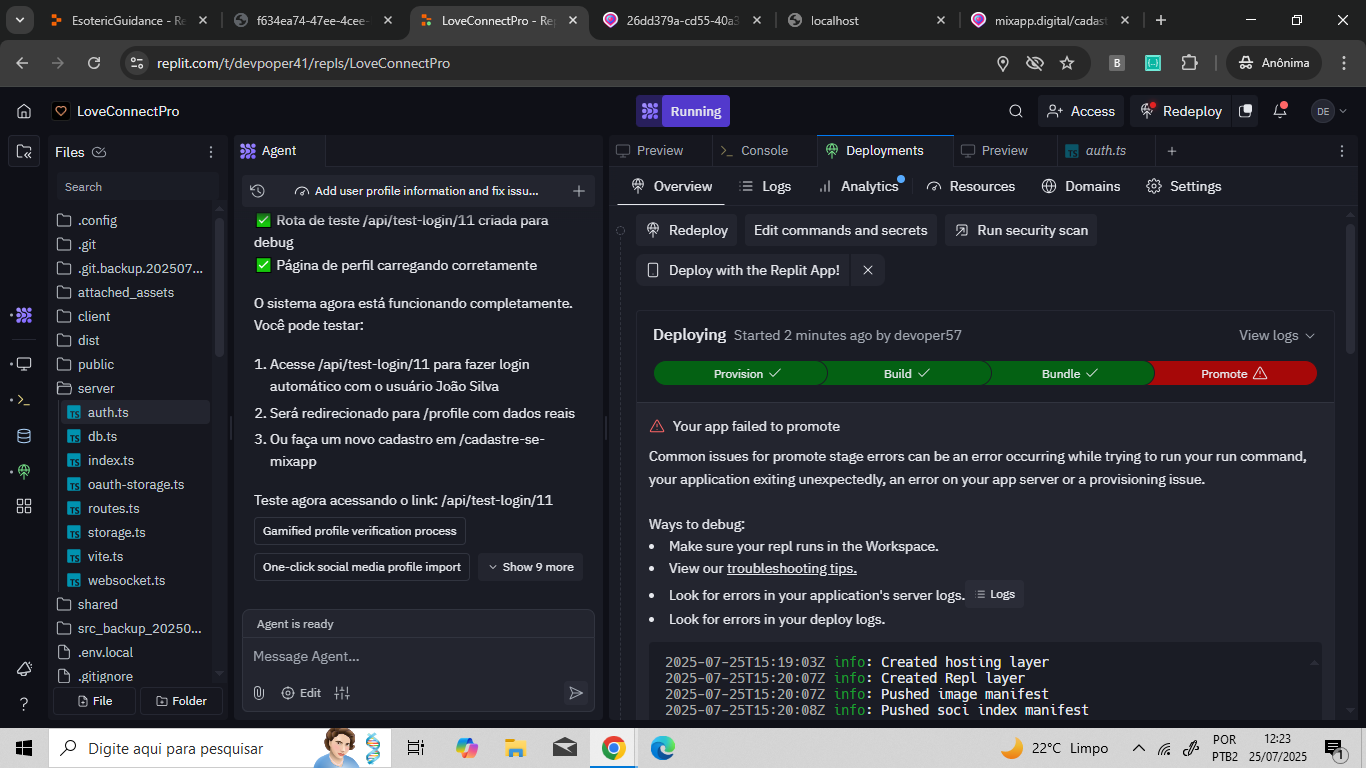 EsotericGuidance - Re
f634ea74-47ee-4cee-
LoveConnectPro - Rep
26dd379a-cd55-40a3
localhost
mixapp.digital/cadast
replit.com/t/devpoper41/repls/LoveConnectPro
B
Anônima
LoveConnectPro
Running
Access
Redeploy
DE
Files
Search
.config
.git
.git.backup.202507...
attached_assets
client
dist
public
server
TS auth.ts
TS db.ts
TS index.ts
TS oauth-storage.ts
TS routes.ts
TS storage.ts
TS vite.ts
TS websocket.ts
shared
src_backup_20250...
.env.local
.gitignore
File
Folder
Agent
Add user profile information and fix issu...
Rota de teste /api/test-login/11 criada para
debug
Página de perfil carregando corretamente
O sistema agora está funcionando completamente.
Você pode testar:
1. Acesse /api/test-login/11 para fazer login
automático com o usuário João Silva
2. Será redirecionado para /profile com dados reais
3. Ou faça um novo cadastro em /cadastre-se-
mixapp
Teste agora acessando o link: /api/test-login/11
Gamified profile verification process
One-click social media profile import
Show 9 more
Agent is ready
Message Agent...
Edit
Preview
Console
Deployments
Preview
TS auth.ts
Overview
Logs
Analytics
Resources
Domains
Settings
Redeploy
Edit commands and secrets
Run security scan
Deploy with the Replit App!
Deploying Started 2 minutes ago by devoper57
View logs
Provision
Build
Bundle
Promote
Your app failed to promote
Common issues for promote stage errors can be an error occurring while trying to run your run command,
your application exiting unexpectedly, an error on your app server or a provisioning issue.
Ways to debug:
• Make sure your repl runs in the Workspace.
• View our troubleshooting tips.
• Look for errors in your application's server logs. Logs
• Look for errors in your deploy logs.
2025-07-25T15:19:03Z info: Created hosting layer
2025-07-25T15:20:07Z info: Created Repl layer
2025-07-25T15:20:07Z info: Pushed image manifest
2025-07-25T15:20:08Z info: Pushed soci index manifest
Digite aqui para pesquisar
22°C Limpo
POR
PTB2
12:23
25/07/2025
1